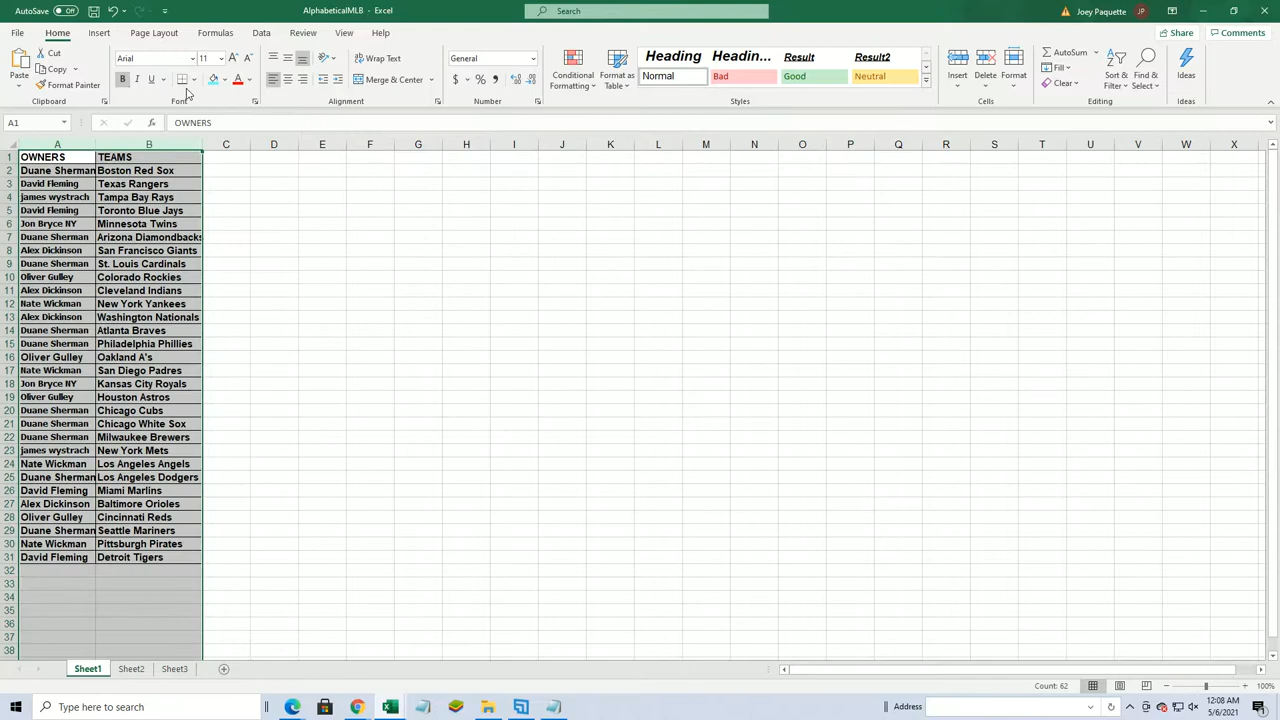 AutoSave Off AlphabeticalMLB - Excel Search Joey Paquette JP
File Home Insert Page Layout Formulas Data Review View Help Share Comments
Paste Cut Copy Format Painter Clipboard
Arial 11 A A B I U A Font
Wrap Text Merge & Center Alignment
General $ % Number
Conditional Formatting Format as Table
Heading Headin... Result Result2
Normal Bad Good Neutral
Styles
Insert Delete Format Cells
AutoSum Fill Clear Sort & Filter Find & Select Editing
Ideas Ideas
A1 fx OWNERS
A B C D E F G H I J K L M N O P Q R S T U V W X
1 OWNERS TEAMS
2 Duane Sherman Boston Red Sox
3 David Fleming Texas Rangers
4 james wystrach Tampa Bay Rays
5 David Fleming Toronto Blue Jays
6 Jon Bryce NY Minnesota Twins
7 Duane Sherman Arizona Diamondbacks
8 Alex Dickinson San Francisco Giants
9 Duane Sherman St. Louis Cardinals
10 Oliver Gulley Colorado Rockies
11 Alex Dickinson Cleveland Indians
12 Nate Wickman New York Yankees
13 Alex Dickinson Washington Nationals
14 Duane Sherman Atlanta Braves
15 Duane Sherman Philadelphia Phillies
16 Oliver Gulley Oakland A's
17 Nate Wickman San Diego Padres
18 Jon Bryce NY Kansas City Royals
19 Oliver Gulley Houston Astros
20 Duane Sherman Chicago Cubs
21 Duane Sherman Chicago White Sox
22 Duane Sherman Milwaukee Brewers
23 james wystrach New York Mets
24 Nate Wickman Los Angeles Angels
25 Duane Sherman Los Angeles Dodgers
26 David Fleming Miami Marlins
27 Alex Dickinson Baltimore Orioles
28 Oliver Gulley Cincinnati Reds
29 Duane Sherman Seattle Mariners
30 Nate Wickman Pittsburgh Pirates
31 David Fleming Detroit Tigers
32
33
34
35
36
37
38
Sheet1 Sheet2 Sheet3
Count: 62 100%
Type here to search Address 12:08 AM
5/6/2021